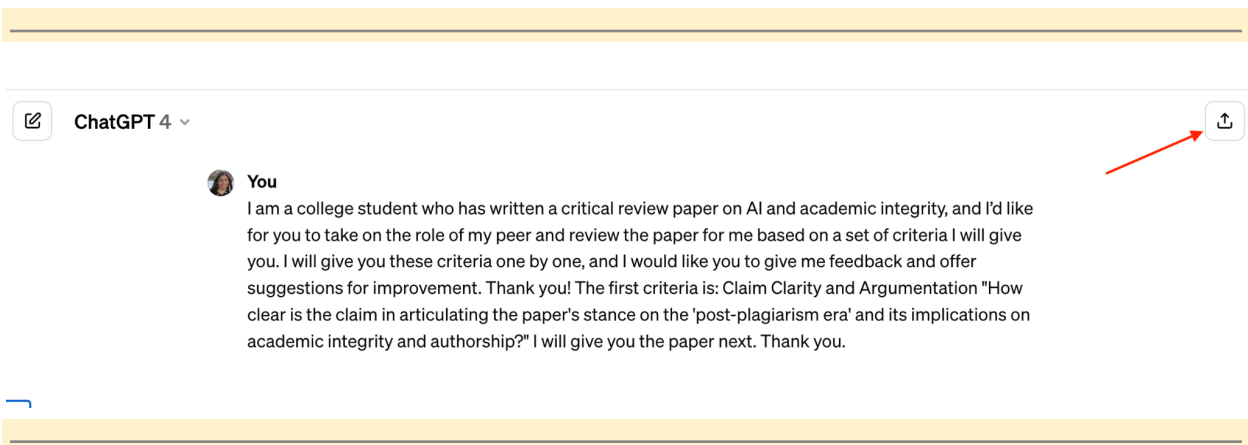 ChatGPT 4
You
I am a college student who has written a critical review paper on AI and academic integrity, and I'd like
for you to take on the role of my peer and review the paper for me based on a set of criteria I will give
you. I will give you these criteria one by one, and I would like you to give me feedback and offer
suggestions for improvement. Thank you! The first criteria is: Claim Clarity and Argumentation "How
clear is the claim in articulating the paper's stance on the 'post-plagiarism era' and its implications on
academic integrity and authorship?" I will give you the paper next. Thank you.